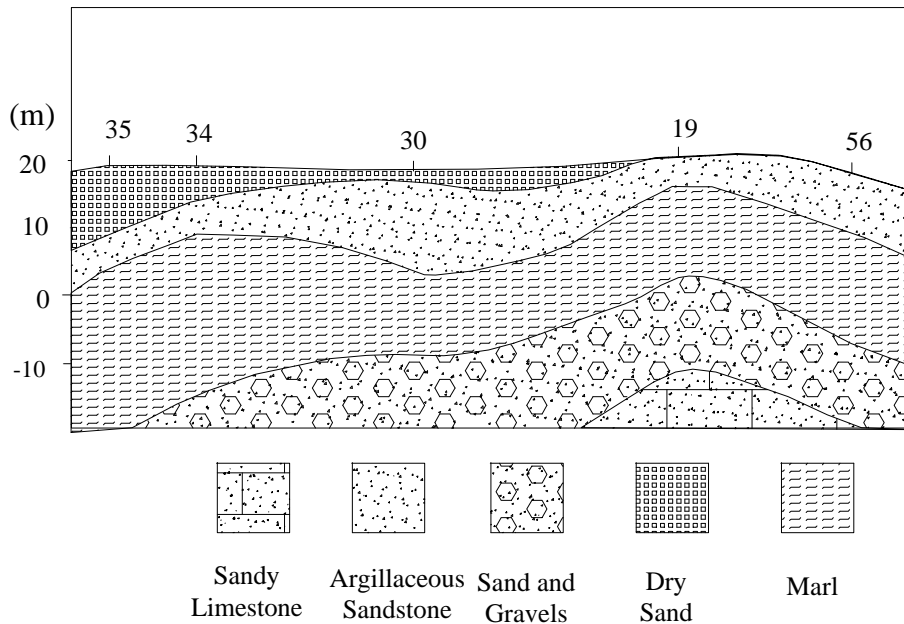 (m)
35 34 30 19 56
20
10
0
-10
Sandy
Limestone
Argillaceous
Sandstone
Sand and
Gravels
Dry
Sand
Marl